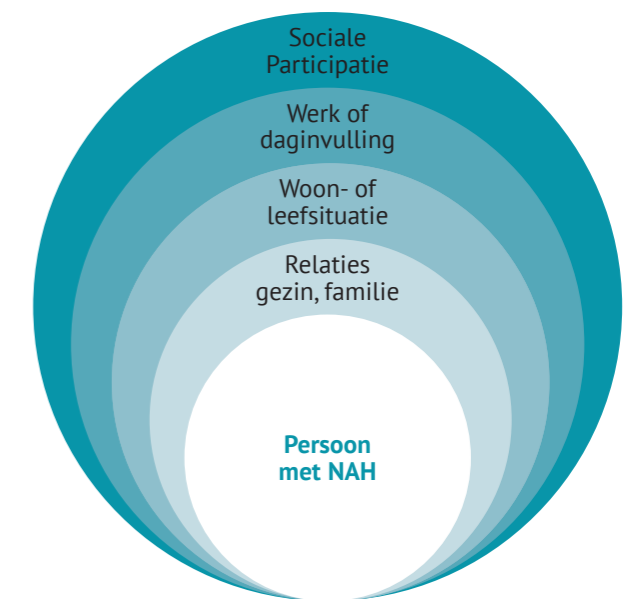 Sociale
Participatie
Werk of
daginvulling
Woon- of
leefsituatie
Relaties
gezin, familie
Persoon
met NAH